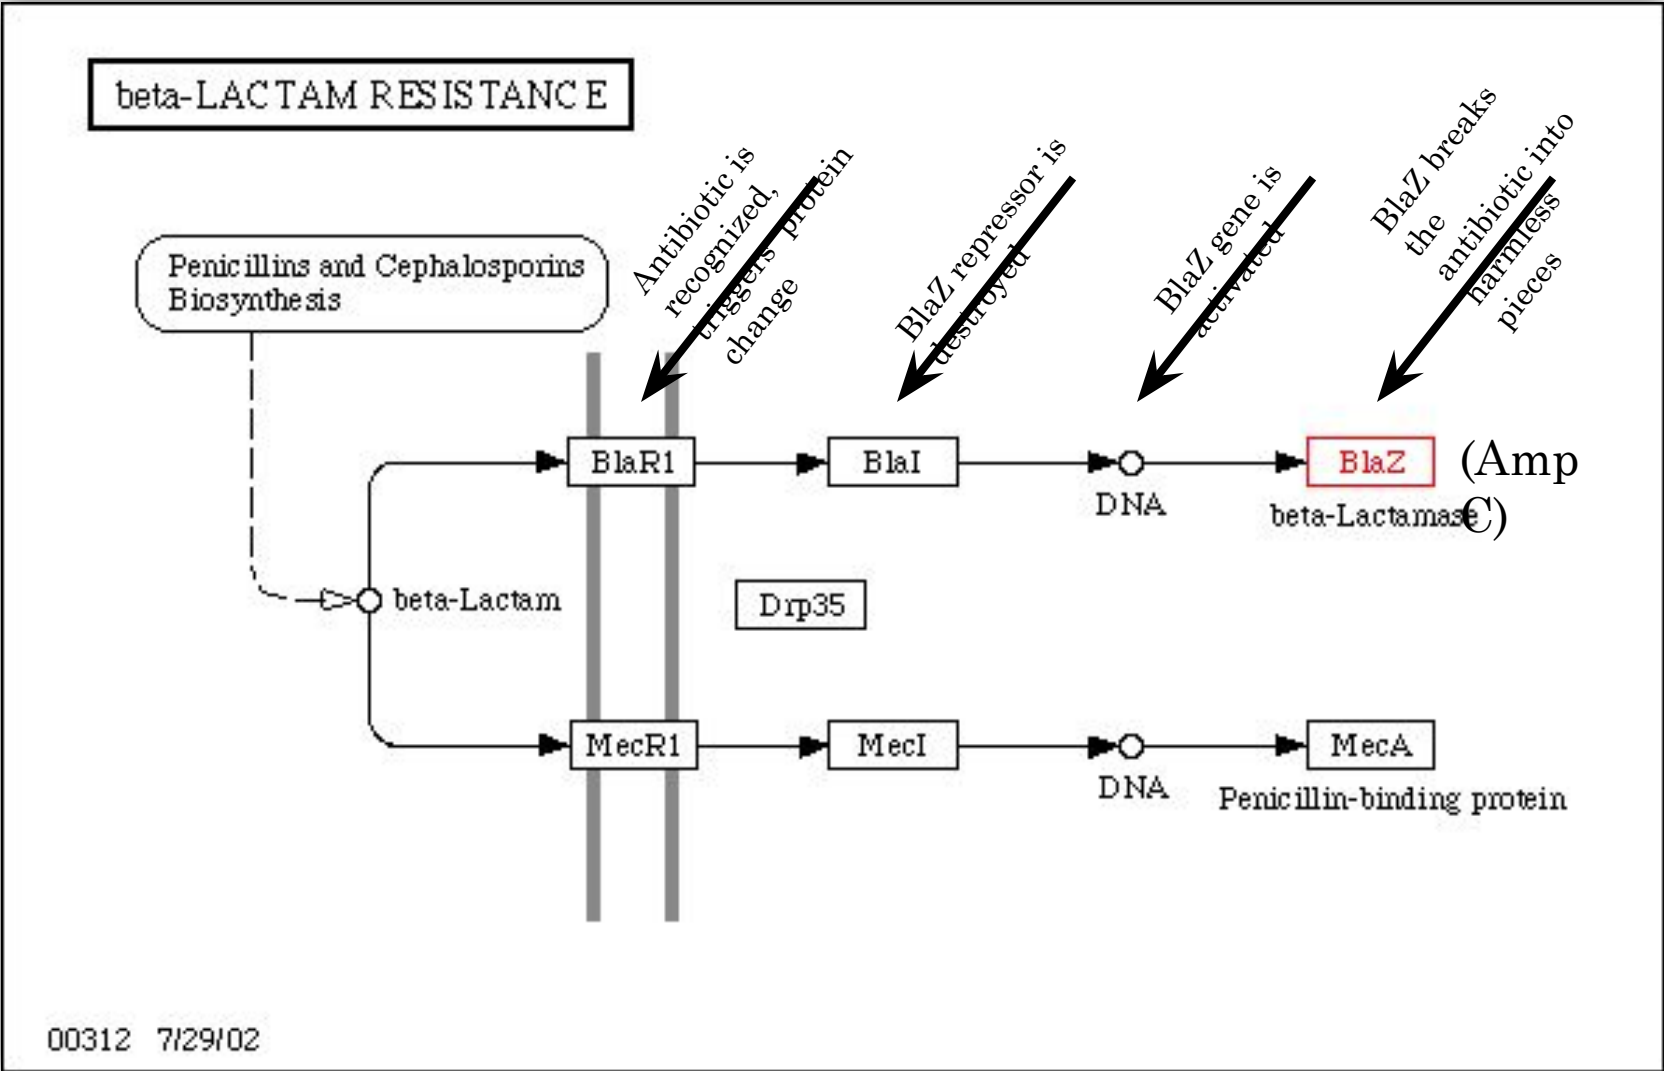 beta-LACTAM RESISTANCE
Antibiotic is
recognized,
triggers protein
change
BlaZ repressor is
destroyed
BlaZ gene is
activated
BlaZ breaks
the
antibiotic into
harmless
pieces
Penicillins and Cephalosporins
Biosynthesis
BlaR1
BlaI
DNA
BlaZ
beta-Lactamase
(Amp
C)
beta-Lactam
Drp35
MecR1
MecI
DNA
MecA
Penicillin-binding protein
00312 7/29/02